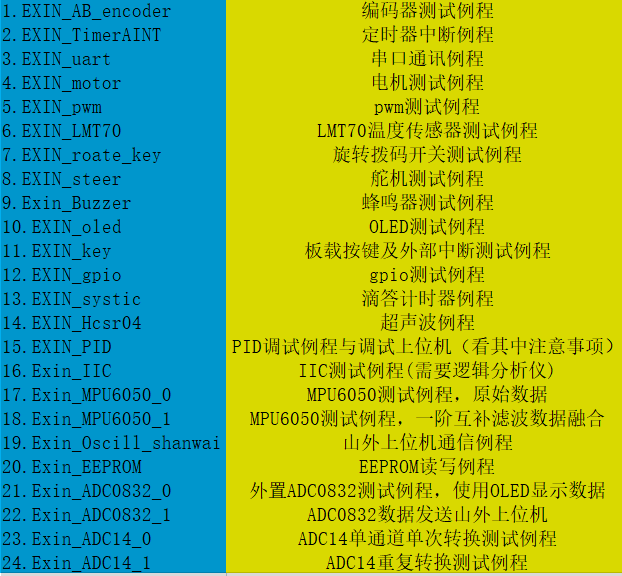 1.EXIN_AB_encoder 编码器测试例程
2.EXIN_TimerAINT 定时器中断例程
3.EXIN_uart 串口通讯例程
4.EXIN_motor 电机测试例程
5.EXIN_pwm pwm测试例程
6.EXIN_LMT70 LMT70温度传感器测试例程
7.EXIN_roate_key 旋转拨码开关测试例程
8.EXIN_steer 舵机测试例程
9.Exin_Buzzer 蜂鸣器测试例程
10.EXIN_oled OLED测试例程
11.EXIN_key 板载按键及外部中断测试例程
12.EXIN_gpio gpio测试例程
13.EXIN_systic 滴答计时器例程
14.EXIN_Hcsr04 超声波例程
15.EXIN_PID PID调试例程与调试上位机（看其中注意事项）
16.Exin_IIC IIC测试例程(需要逻辑分析仪)
17.Exin_MPU6050_0 MPU6050测试例程，原始数据
18.Exin_MPU6050_1 MPU6050测试例程，一阶互补滤波数据融合
19.Exin_Oscill_shanwai 山外上位机通信例程
20.Exin_EEPROM EEPROM读写例程
21.Exin_ADC0832_0 外置ADC0832测试例程，使用OLED显示数据
22.Exin_ADC0832_1 ADC0832数据发送山外上位机
23.Exin_ADC14_0 ADC14单通道单次转换测试例程
24.Exin_ADC14_1 ADC14重复转换测试例程